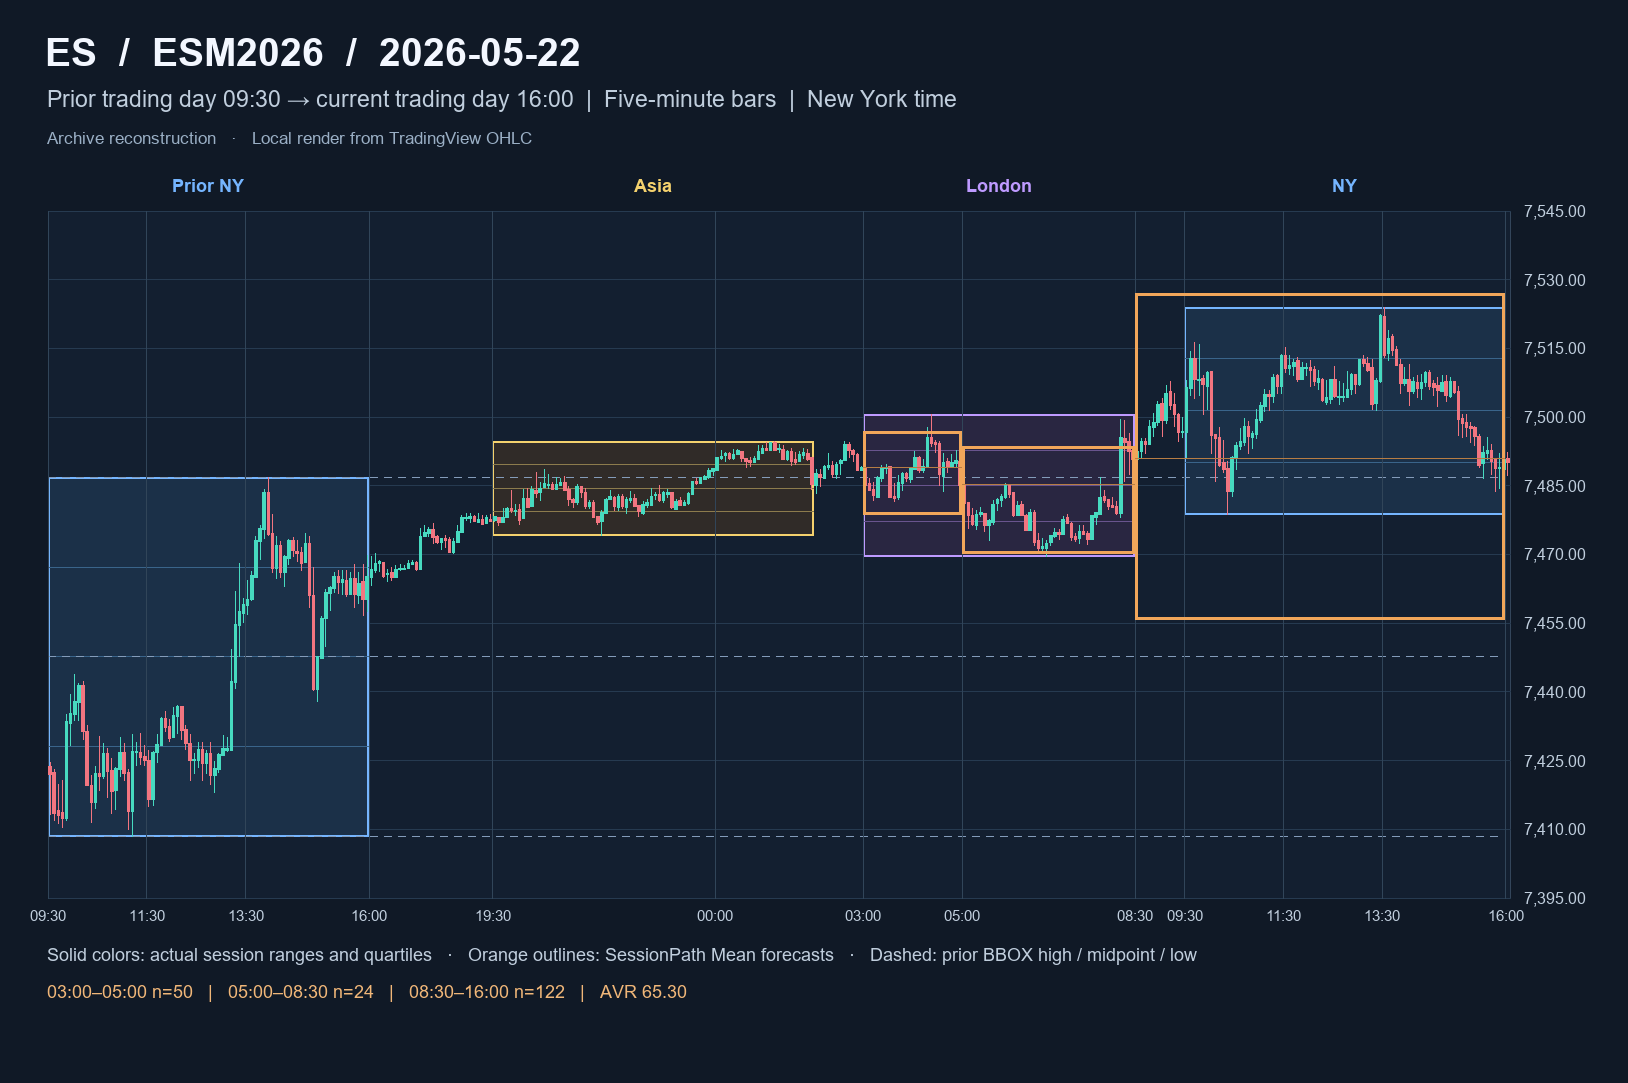 ES / ESM2026 / 2026-05-22
Prior trading day 09:30 → current trading day 16:00 | Five-minute bars | New York time
Archive reconstruction · Local render from TradingView OHLC
Prior NY Asia London NY
7,545.00
7,530.00
7,515.00
7,500.00
7,485.00
7,470.00
7,455.00
7,440.00
7,425.00
7,410.00
7,395.00
09:30 11:30 13:30 16:00 19:30 00:00 03:00 05:00 08:30 09:30 11:30 13:30 16:00
Solid colors: actual session ranges and quartiles · Orange outlines: SessionPath Mean forecasts · Dashed: prior BBOX high / midpoint / low
03:00–05:00 n=50 | 05:00–08:30 n=24 | 08:30–16:00 n=122 | AVR 65.30